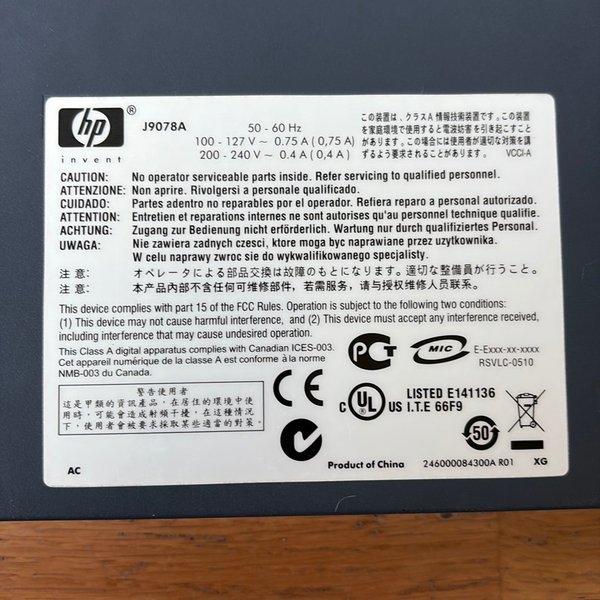 hp ®
invent
J9078A
50 - 60 Hz
100 - 127 V ~ 0.75 A ( 0,75 A )
200 - 240 V ~ 0.4 A ( 0,4 A )
この装置は、クラスA 情報技術装置です。この装置
を家庭環境で使用すると電波妨害を引き起こすこと
があります。この場合には使用者が適切な対策を講
ずるよう要求されることがあります。 VCCI-A
CAUTION: No operator serviceable parts inside. Refer servicing to qualified personnel.
ATTENZIONE: Non aprire. Rivolgersi a personale qualificado.
CUIDADO: Partes adentro no reparables por el operador. Refiera reparo a personal autorizado.
ATTENTION: Entretien et reparations internes ne sont autorises qu'au personnel technique qualifie.
ACHTUNG: Zugang zur Bedienung nicht erförderlich. Wartung nur durch qualifiziertes Personal.
UWAGA: Nie zawiera zadnych czesci, ktore moga byc naprawiane przez uzytkownika.
W celu naprawy zwroc sie do wykwalifikowanego specjalisty.
注意: オペレータによる部品交換は故障のもとになります。適切な整備員が行うこと。
注意: 本产品内部不含任何可维修部件, 请与授权维修人员联系。
This device complies with part 15 of the FCC Rules. Operation is subject to the following two conditions:
(1) This device may not cause harmful interference, and (2) This device must accept any interference received,
including interference that may cause undesired operation.
This Class A digital apparatus complies with Canadian ICES-003.
Cet appareil numérique de la classe A est conforme à la norme
NMB-003 du Canada.
警告使用者
這是甲類的資訊產品, 在居住的環境中使
用時, 可能會造成射頻干擾, 在這種情況
下, 使用者會被要求採取某些適當的對策。
CE
N
PCT
MIC
E-Exxx-xx-xxxx
RSVLC-0510
C UL US
LISTED E141136
I.T.E 66F9
50
AC
Product of China
246000084300A R01
XG